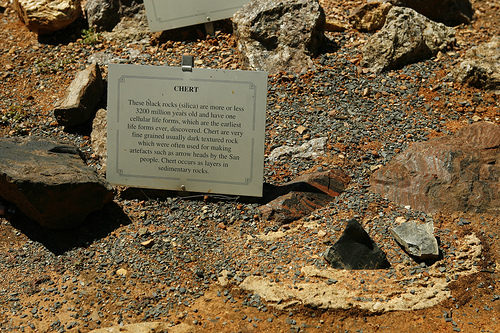 CHERT
These black rocks (silica) are more or less
3200 million years old and have one
cellular life forms, which are the earliest
life forms ever, discovered. Chert are very
fine grained usually dark textured rock
which were often used for making
artefacts such as arrow heads by the San
people. Chert occurs as layers in
sedimentary rocks.